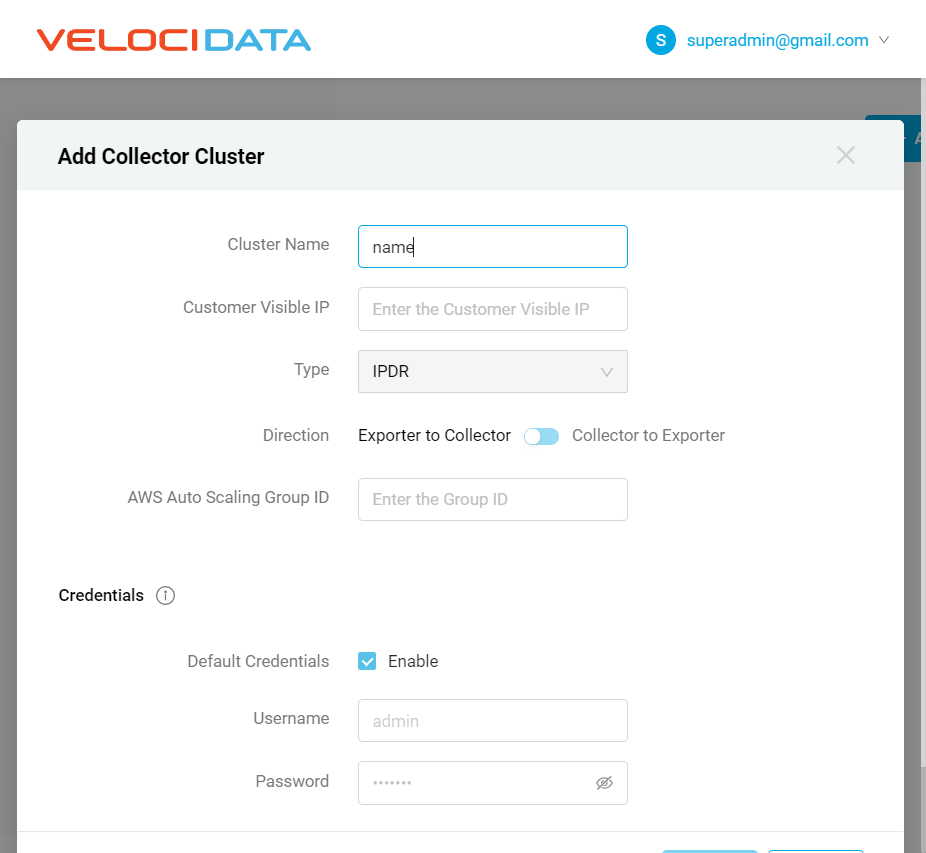 VELOCIDATA
S superadmin@gmail.com
Add Collector Cluster
Cluster Name name
Customer Visible IP Enter the Customer Visible IP
Type IPDR
Direction Exporter to Collector Collector to Exporter
AWS Auto Scaling Group ID Enter the Group ID
Credentials
Default Credentials Enable
Username admin
Password •••••••